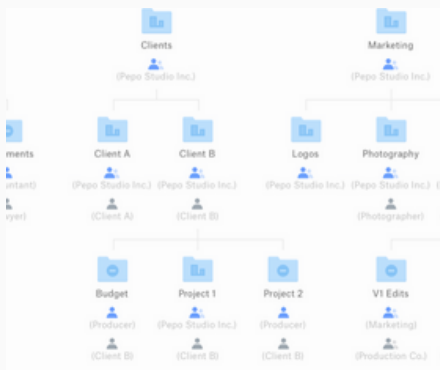 Clients
Marketing
(Pepo Studio Inc.)
(Pepo Studio Inc.)
ments
Client A
Client B
Logos
Photography
untant)
(Pepo Studio Inc.)
(Pepo Studio Inc.)
(Pepo Studio Inc.)
(Pepo Studio Inc.)
(
wyer)
(Client A)
(Client B)
(Photographer)
Budget
Project 1
Project 2
V1 Edits
(Producer)
(Pepo Studio Inc.)
(Producer)
(Marketing)
(Client B)
(Client B)
(Client B)
(Production Co.)